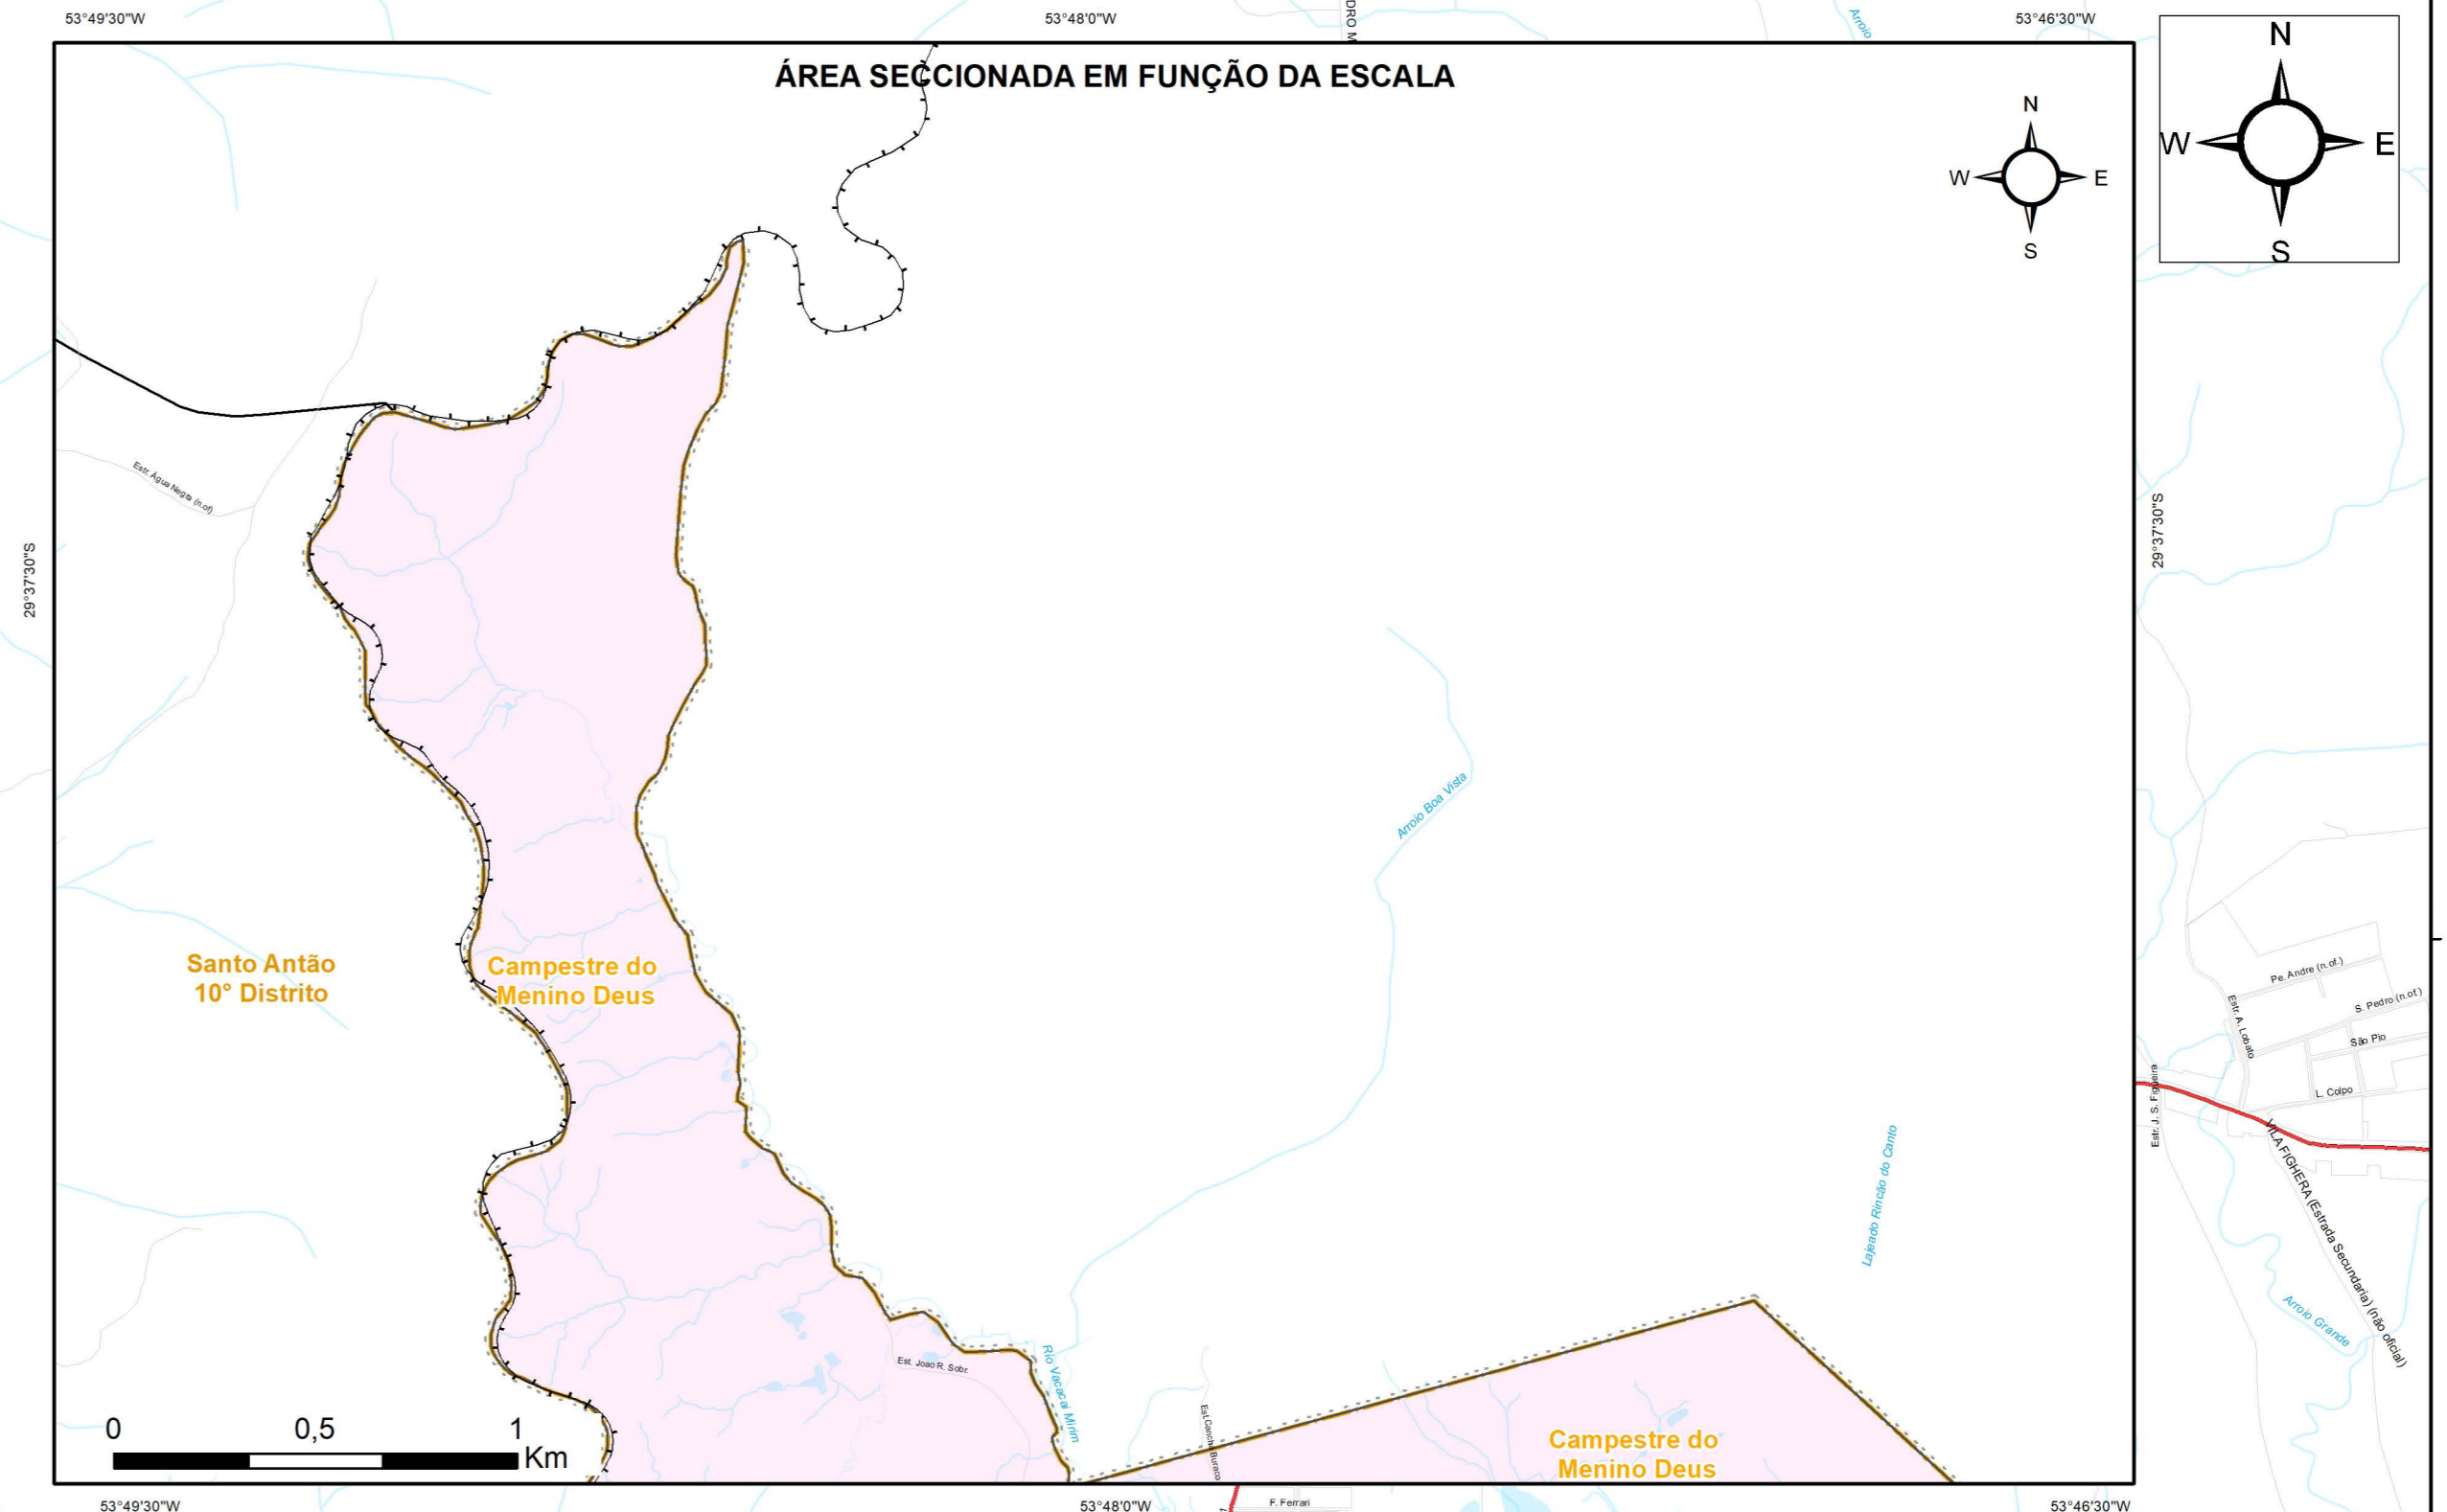 53°49'30"W
53°48'0"W
53°46'30"W
DRO M
Arroio
ÁREA SECCIONADA EM FUNÇÃO DA ESCALA
N
W
E
S
N
W
E
S
Estr. Água Negra (n.of)
29°37'30"S
29°37'30"S
Arroio Boa Vista
Santo Antão
10° Distrito
Campestre do
Menino Deus
Pe. Andre (n.of.)
S. Pedro (n.of.)
Estr. A. Lobato
São Pio
L. Colpo
Estr. J. S. Figueira
VILA FIGHERA (Estrada Secundaria) (não oficial)
Lajeado Rincão do Canto
Arroio Grande
Est. Joao R. Sobr.
Rio Vacacaí Mirim
Est.Cancha Buraco
Campestre do
Menino Deus
0
0,5
1
Km
53°49'30"W
53°48'0"W
F. Ferrari
53°46'30"W